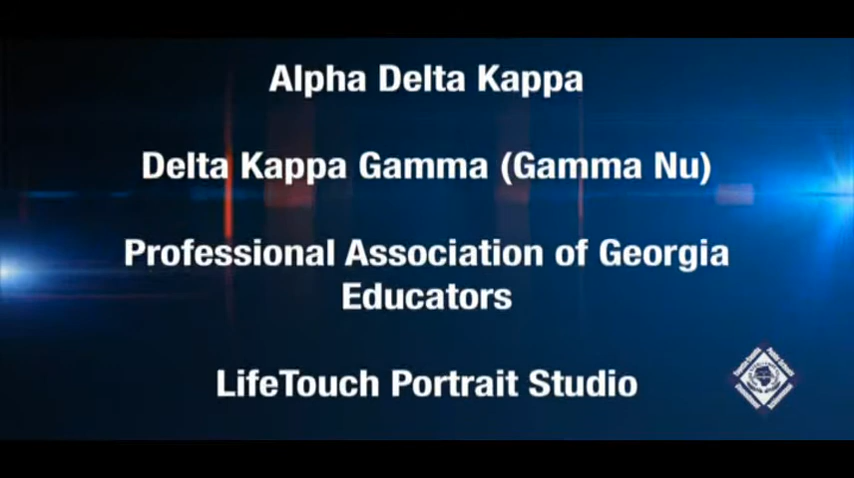 Alpha Delta Kappa
Delta Kappa Gamma (Gamma Nu)
Professional Association of Georgia
Educators
LifeTouch Portrait Studio